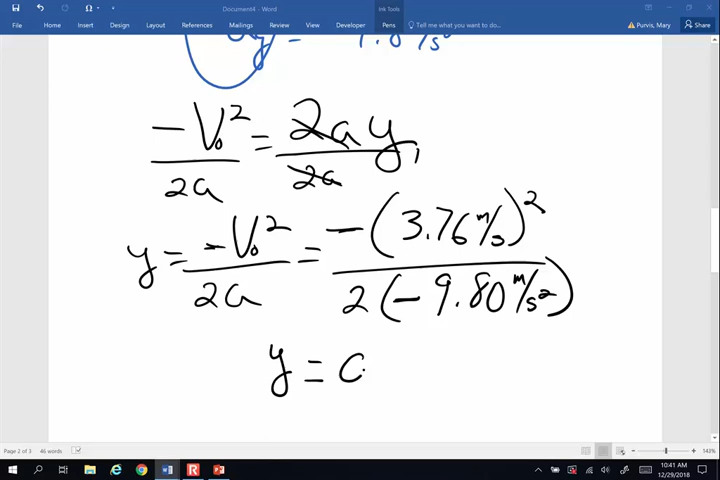 Document4 - Word
Ink Tools
Purvis, Mary
File Home Insert Design Layout References Mailings Review View Developer Pens Tell me what you want to do Share
-V₀² / 2a = 2a y, / 2a
y = -V₀² / 2a = -(3.76 m/s)² / 2(-9.80 m/s²)
y =
Page 2 of 3 46 words 143%
10:41 AM
12/29/2018